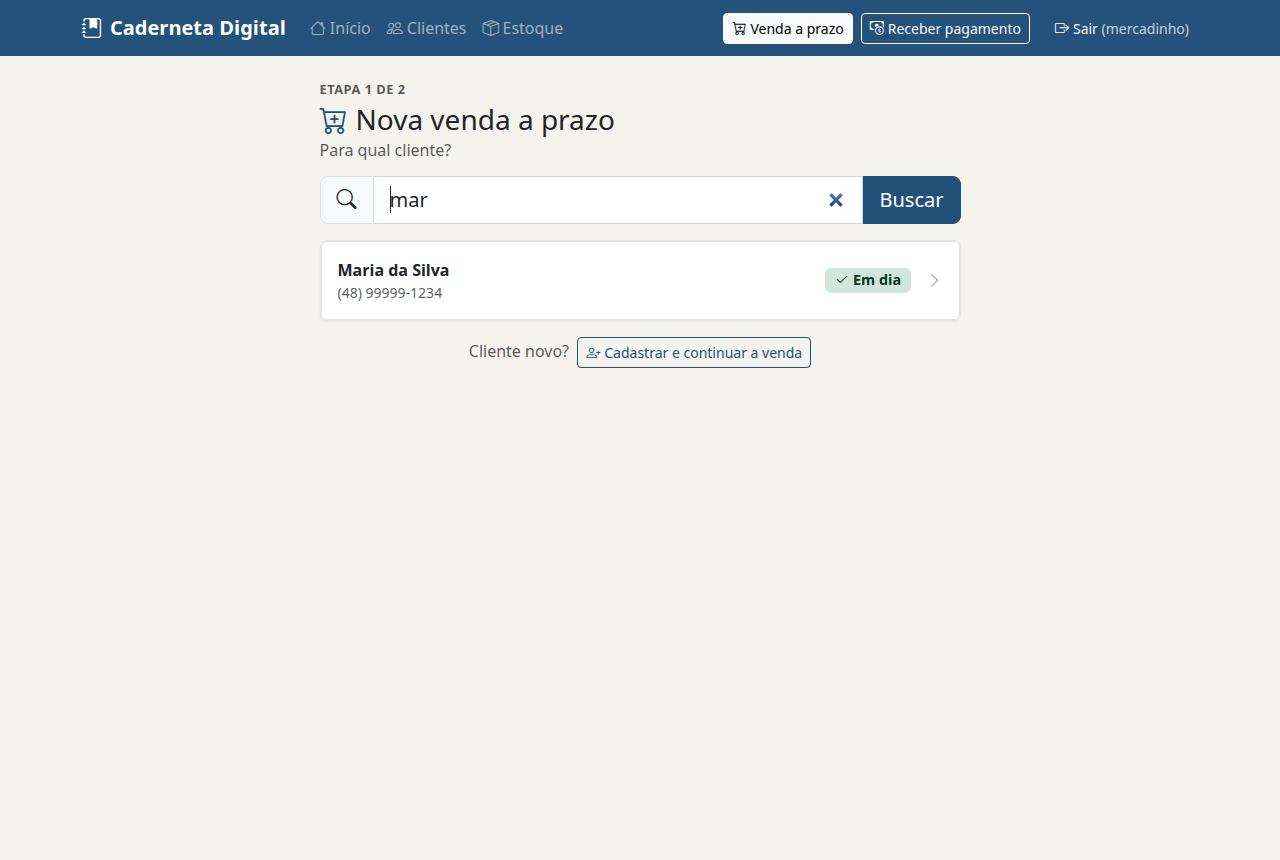 Caderneta Digital Início Clientes Estoque Venda a prazo Receber pagamento Sair (mercadinho)
ETAPA 1 DE 2
Nova venda a prazo
Para qual cliente?
mar Buscar
Maria da Silva
(48) 99999-1234
Em dia
Cliente novo? Cadastrar e continuar a venda